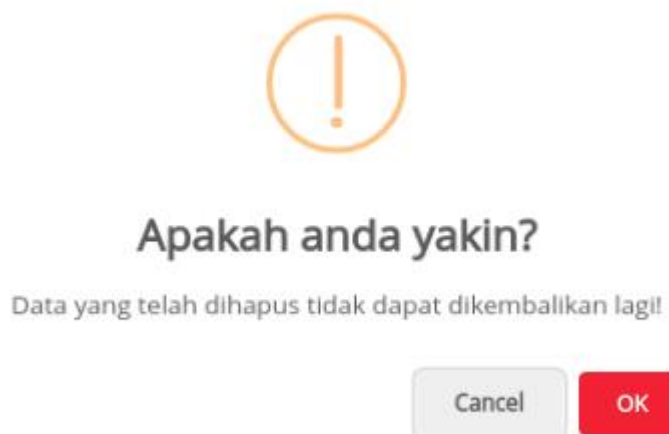 Apakah anda yakin?
Data yang telah dihapus tidak dapat dikembalikan lagi!
Cancel
OK